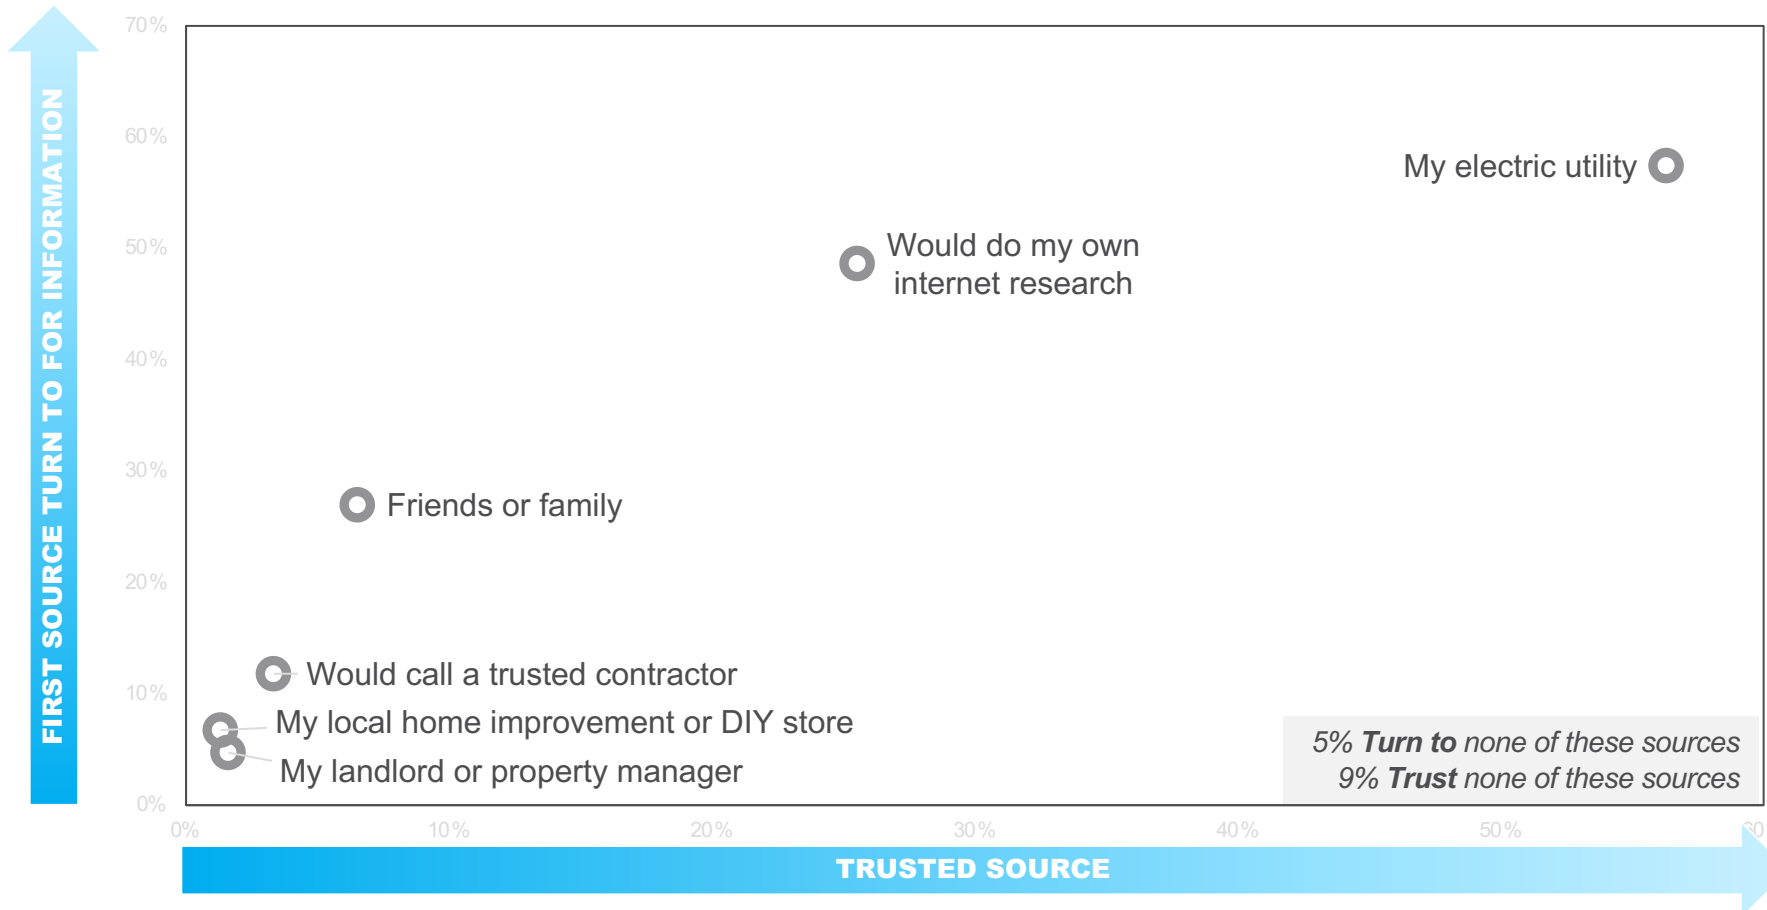 FIRST SOURCE TURN TO FOR INFORMATION
70%
60%
50%
40%
30%
20%
10%
0%
My electric utility
Would do my own
internet research
Friends or family
Would call a trusted contractor
My local home improvement or DIY store
My landlord or property manager
5% Turn to none of these sources
9% Trust none of these sources
0%
10%
20%
30%
40%
50%
60
TRUSTED SOURCE